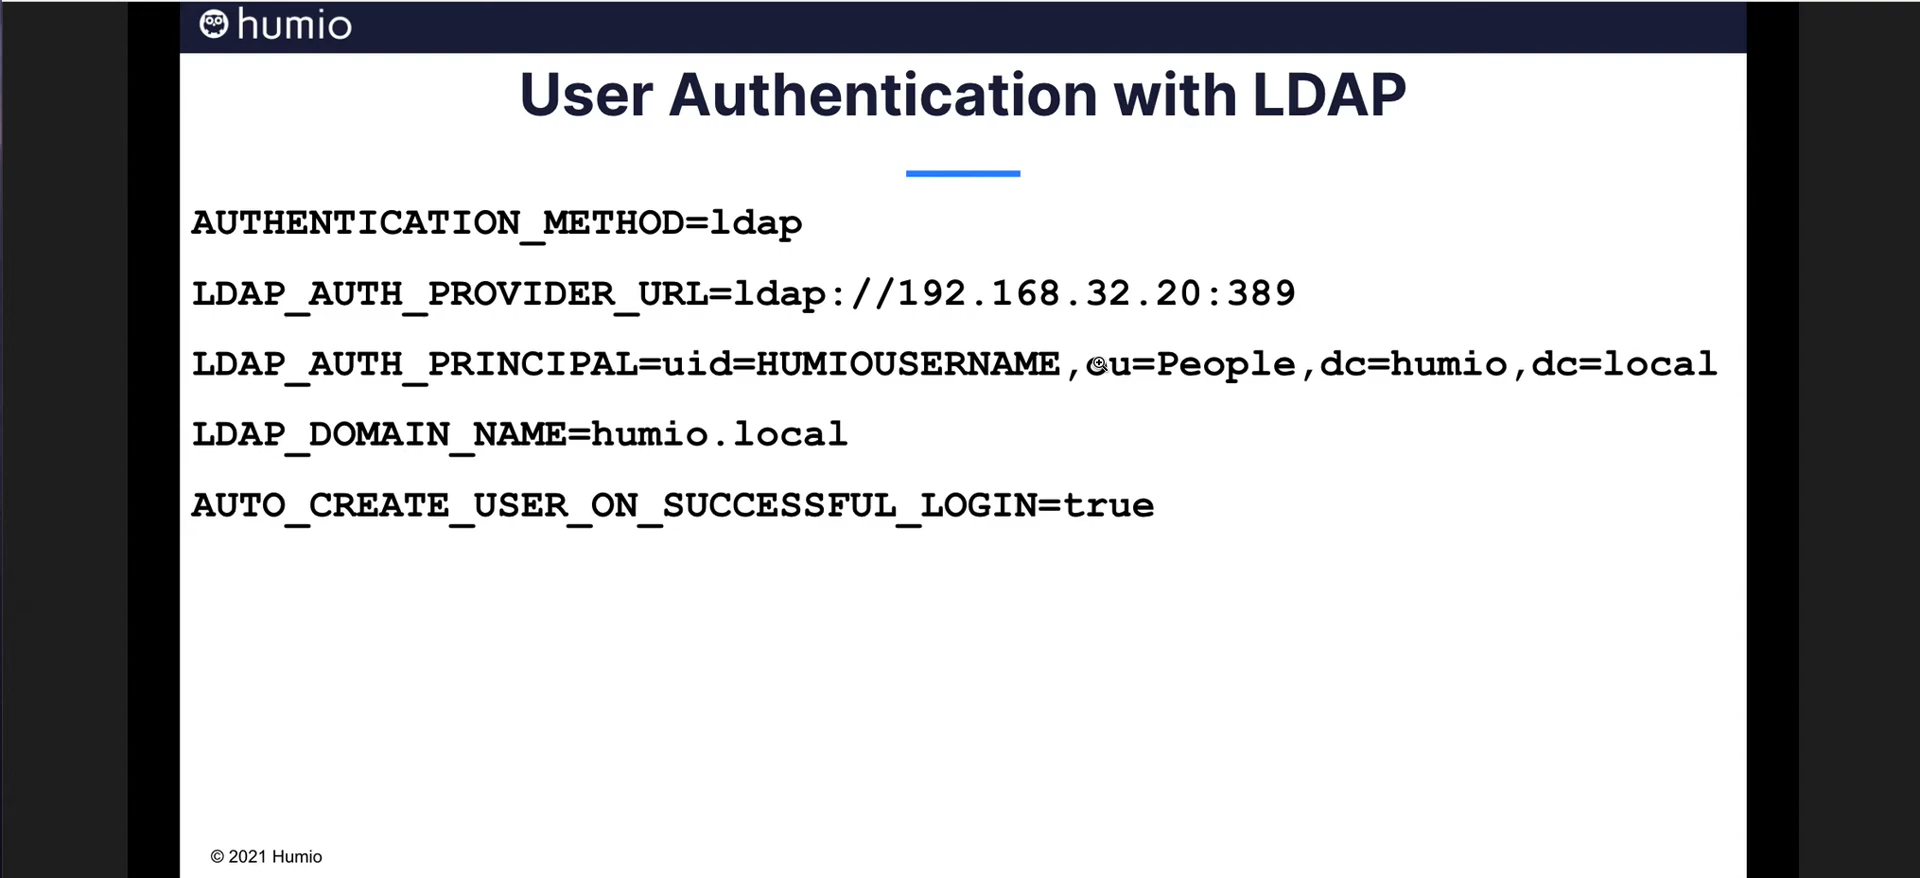 humio
User Authentication with LDAP
AUTHENTICATION_METHOD=ldap
LDAP_AUTH_PROVIDER_URL=ldap://192.168.32.20:389
LDAP_AUTH_PRINCIPAL=uid=HUMIOUSERNAME,ou=People,dc=humio,dc=local
LDAP_DOMAIN_NAME=humio.local
AUTO_CREATE_USER_ON_SUCCESSFUL_LOGIN=true
© 2021 Humio